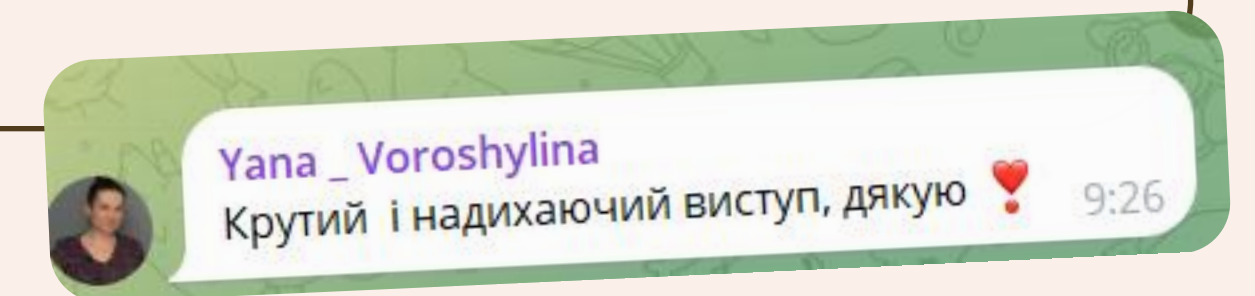 Yana _ Voroshylina
Крутий і надихаючий виступ, дякую ❣️
9:26